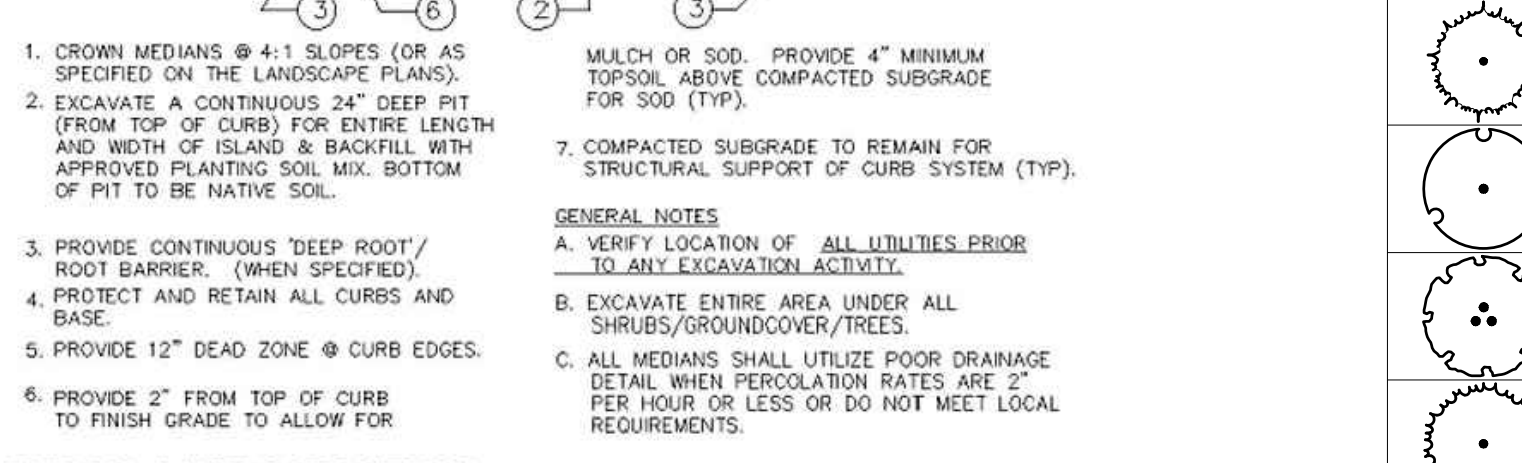 3 6 2 3
1. CROWN MEDIANS @ 4:1 SLOPES (OR AS
SPECIFIED ON THE LANDSCAPE PLANS).
2. EXCAVATE A CONTINUOUS 24" DEEP PIT
(FROM TOP OF CURB) FOR ENTIRE LENGTH
AND WIDTH OF ISLAND & BACKFILL WITH
APPROVED PLANTING SOIL MIX. BOTTOM
OF PIT TO BE NATIVE SOIL.
3. PROVIDE CONTINUOUS 'DEEP ROOT'/
ROOT BARRIER. (WHEN SPECIFIED).
4. PROTECT AND RETAIN ALL CURBS AND
BASE.
5. PROVIDE 12" DEAD ZONE @ CURB EDGES.
6. PROVIDE 2" FROM TOP OF CURB
TO FINISH GRADE TO ALLOW FOR
MULCH OR SOD. PROVIDE 4" MINIMUM
TOPSOIL ABOVE COMPACTED SUBGRADE
FOR SOD (TYP).
7. COMPACTED SUBGRADE TO REMAIN FOR
STRUCTURAL SUPPORT OF CURB SYSTEM (TYP).
GENERAL NOTES
A. VERIFY LOCATION OF ALL UTILITIES PRIOR
TO ANY EXCAVATION ACTIVITY.
B. EXCAVATE ENTIRE AREA UNDER ALL
SHRUBS/GROUNDCOVER/TREES.
C. ALL MEDIANS SHALL UTILIZE POOR DRAINAGE
DETAIL WHEN PERCOLATION RATES ARE 2"
PER HOUR OR LESS OR DO NOT MEET LOCAL
REQUIREMENTS.